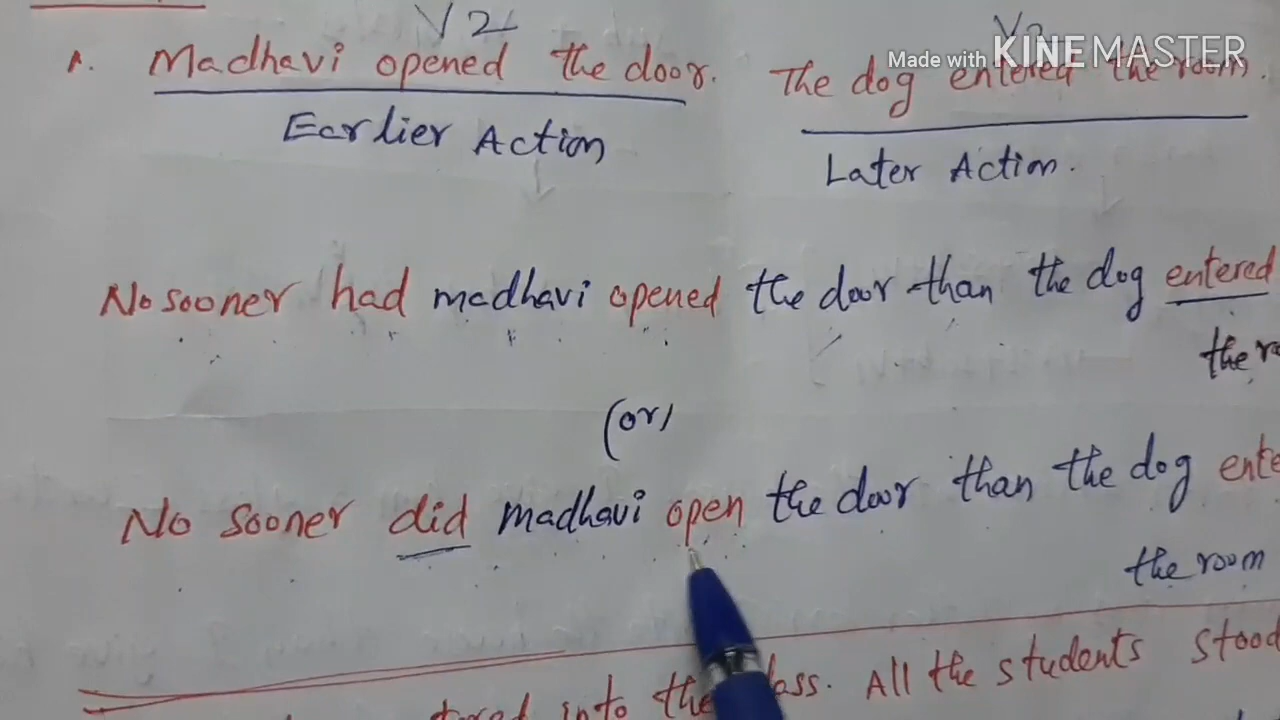 V2
V2
Made with KINEMASTER
1. Madhavi opened the door. The dog entered the room.
Earlier Action
Later Action.
No sooner had madhavi opened the door than the dog entered
the
(or)
No sooner did madhavi open the door than the dog
the room
into the All the students stood